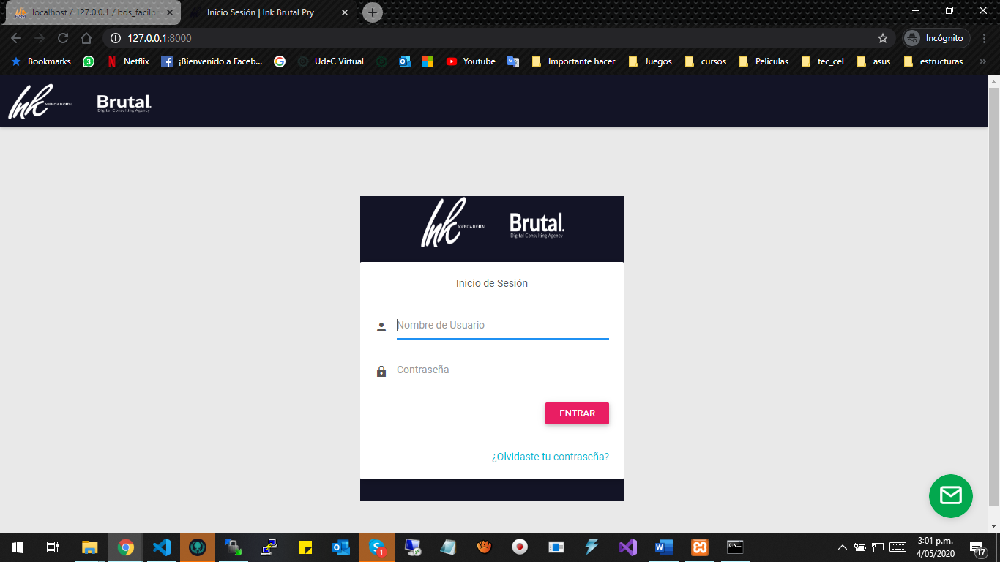 localhost / 127.0.0.1 / bds_facilpr
Inicio Sesión | Ink Brutal Pry
127.0.0.1:8000
Incógnito
Bookmarks
3
Netflix
¡Bienvenido a Faceb...
UdeC Virtual
Youtube
Importante hacer
Juegos
cursos
Peliculas
tec_cel
asus
estructuras
»
Ink AGENCIA DIGITAL
Brutal.
Digital Consulting Agency
Ink AGENCIA DIGITAL
Brutal.
Digital Consulting Agency
Inicio de Sesión
Nombre de Usuario
Contraseña
ENTRAR
¿Olvidaste tu contraseña?
1
3:01 p.m.
4/05/2020
17